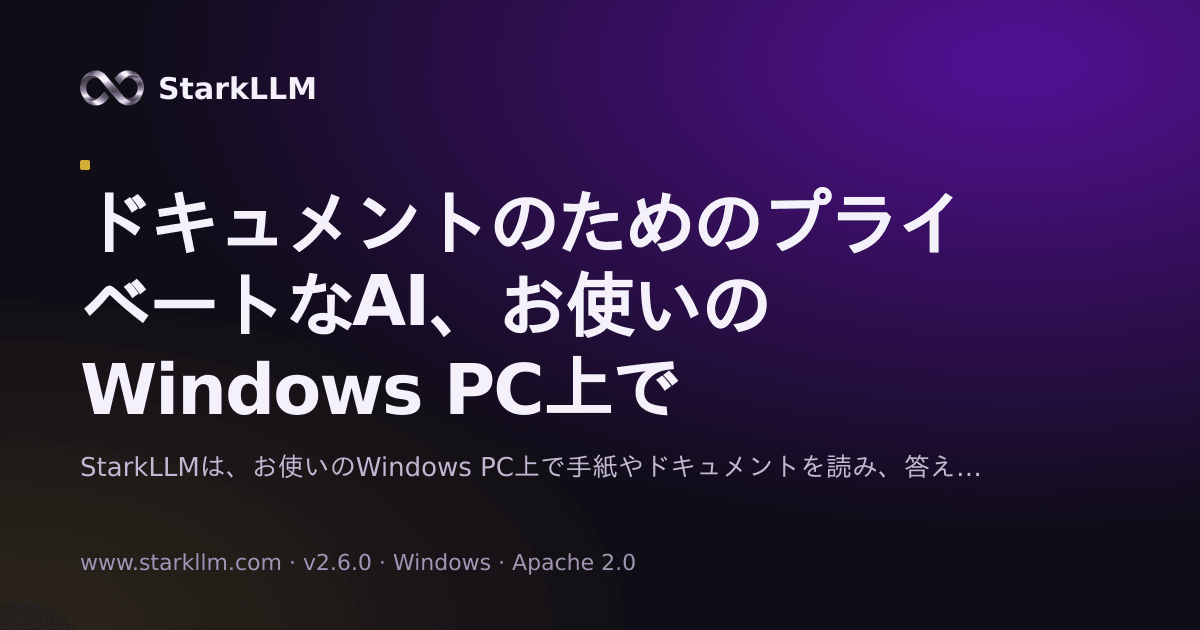 StarkLLM
ドキュメントのためのプライ
ベートなAI、お使いの
Windows PC上で
StarkLLMは、お使いのWindows PC上で手紙やドキュメントを読み、答え…
www.starkllm.com · v2.6.0 · Windows · Apache 2.0